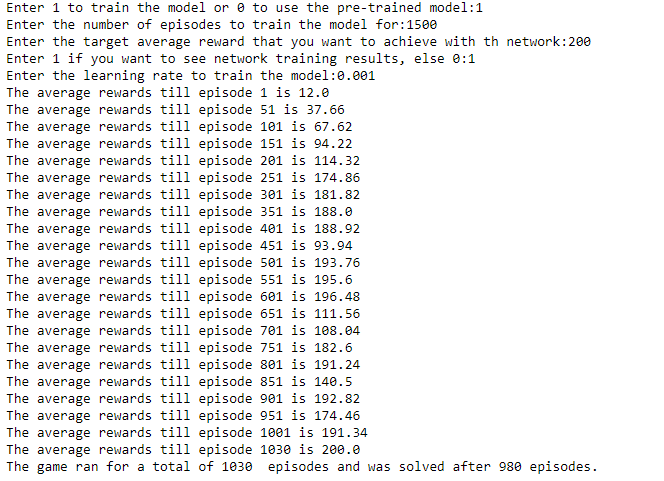 Enter 1 to train the model or 0 to use the pre-trained model:1
Enter the number of episodes to train the model for:1500
Enter the target average reward that you want to achieve with th network:200
Enter 1 if you want to see network training results, else 0:1
Enter the learning rate to train the model:0.001
The average rewards till episode 1 is 12.0
The average rewards till episode 51 is 37.66
The average rewards till episode 101 is 67.62
The average rewards till episode 151 is 94.22
The average rewards till episode 201 is 114.32
The average rewards till episode 251 is 174.86
The average rewards till episode 301 is 181.82
The average rewards till episode 351 is 188.0
The average rewards till episode 401 is 188.92
The average rewards till episode 451 is 93.94
The average rewards till episode 501 is 193.76
The average rewards till episode 551 is 195.6
The average rewards till episode 601 is 196.48
The average rewards till episode 651 is 111.56
The average rewards till episode 701 is 108.04
The average rewards till episode 751 is 182.6
The average rewards till episode 801 is 191.24
The average rewards till episode 851 is 140.5
The average rewards till episode 901 is 192.82
The average rewards till episode 951 is 174.46
The average rewards till episode 1001 is 191.34
The average rewards till episode 1030 is 200.0
The game ran for a total of 1030  episodes and was solved after 980 episodes.